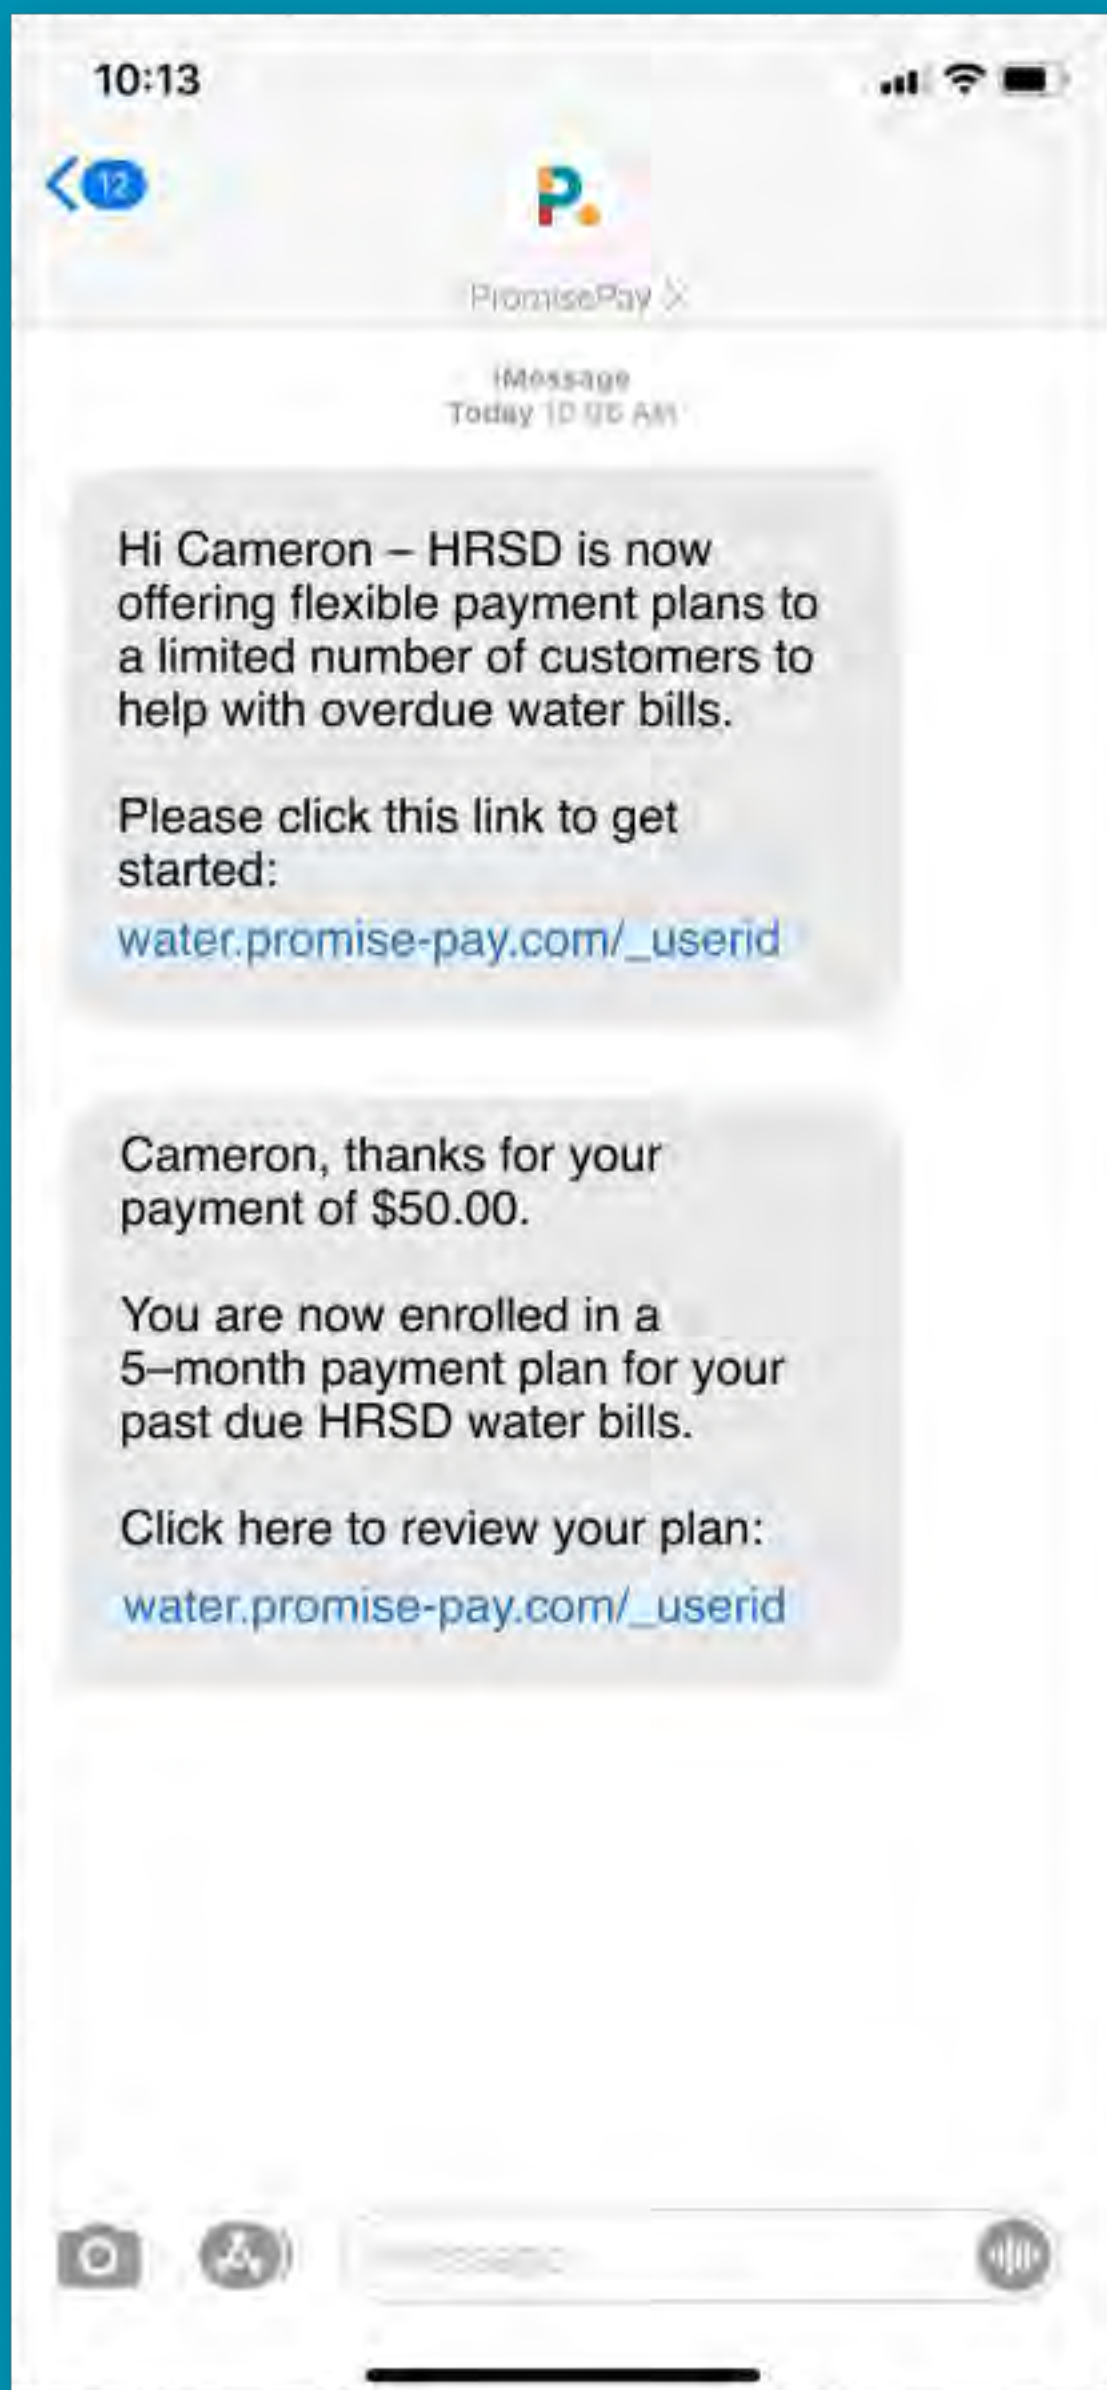 10:13
12
P.
PromisePay
iMessage
Today 10 AM
Hi Cameron – HRSD is now
offering flexible payment plans to
a limited number of customers to
help with overdue water bills.
Please click this link to get
started:
water.promise-pay.com/_userid
Cameron, thanks for your
payment of $50.00.
You are now enrolled in a
5–month payment plan for your
past due HRSD water bills.
Click here to review your plan:
water.promise-pay.com/_userid